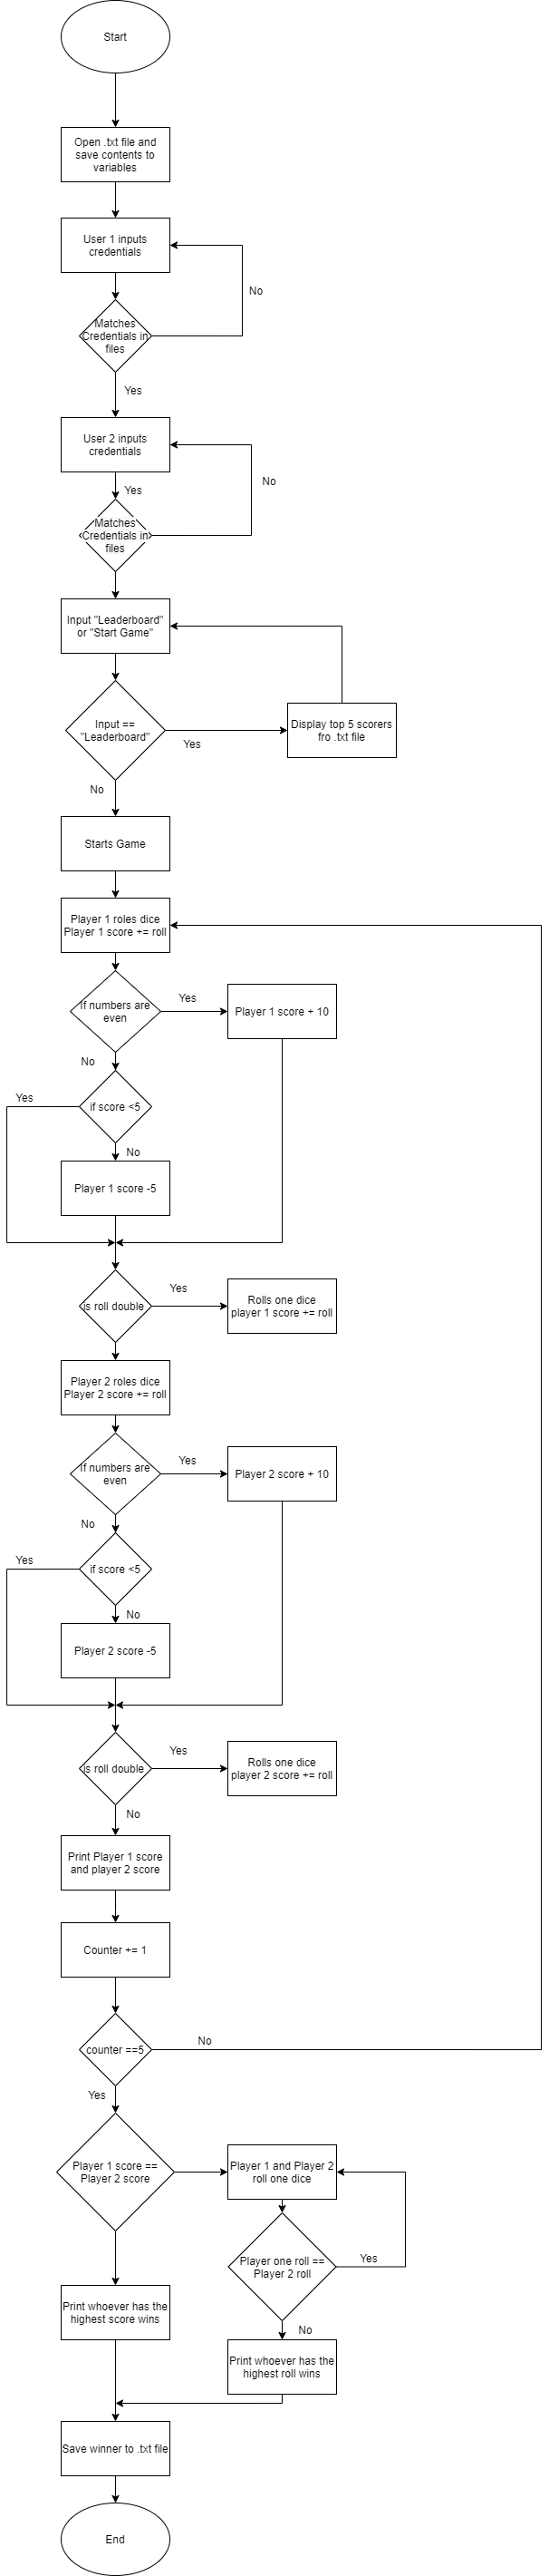 Start
Open .txt file and
save contents to
variables
User 1 inputs
credentials
No
Matches
Credentials in
files
Yes
User 2 inputs
credentials
No
Yes
Matches
Credentials in
files
Input "Leaderboard"
or "Start Game"
Input ==
"Leaderboard"
Yes
Display top 5 scorers
fro .txt file
No
Starts Game
Player 1 roles dice
Player 1 score += roll
If numbers are
even
Yes
Player 1 score + 10
No
Yes
if score <5
No
Player 1 score -5
is roll double
Yes
Rolls one dice
player 1 score += roll
Player 2 roles dice
Player 2 score += roll
If numbers are
even
Yes
Player 2 score + 10
No
Yes
if score <5
No
Player 2 score -5
is roll double
Yes
Rolls one dice
player 2 score += roll
No
Print Player 1 score
and player 2 score
Counter += 1
counter ==5
No
Yes
Player 1 score ==
Player 2 score
Player 1 and Player 2
roll one dice
Player one roll ==
Player 2 roll
Yes
No
Print whoever has the
highest score wins
Print whoever has the
highest roll wins
Save winner to .txt file
End